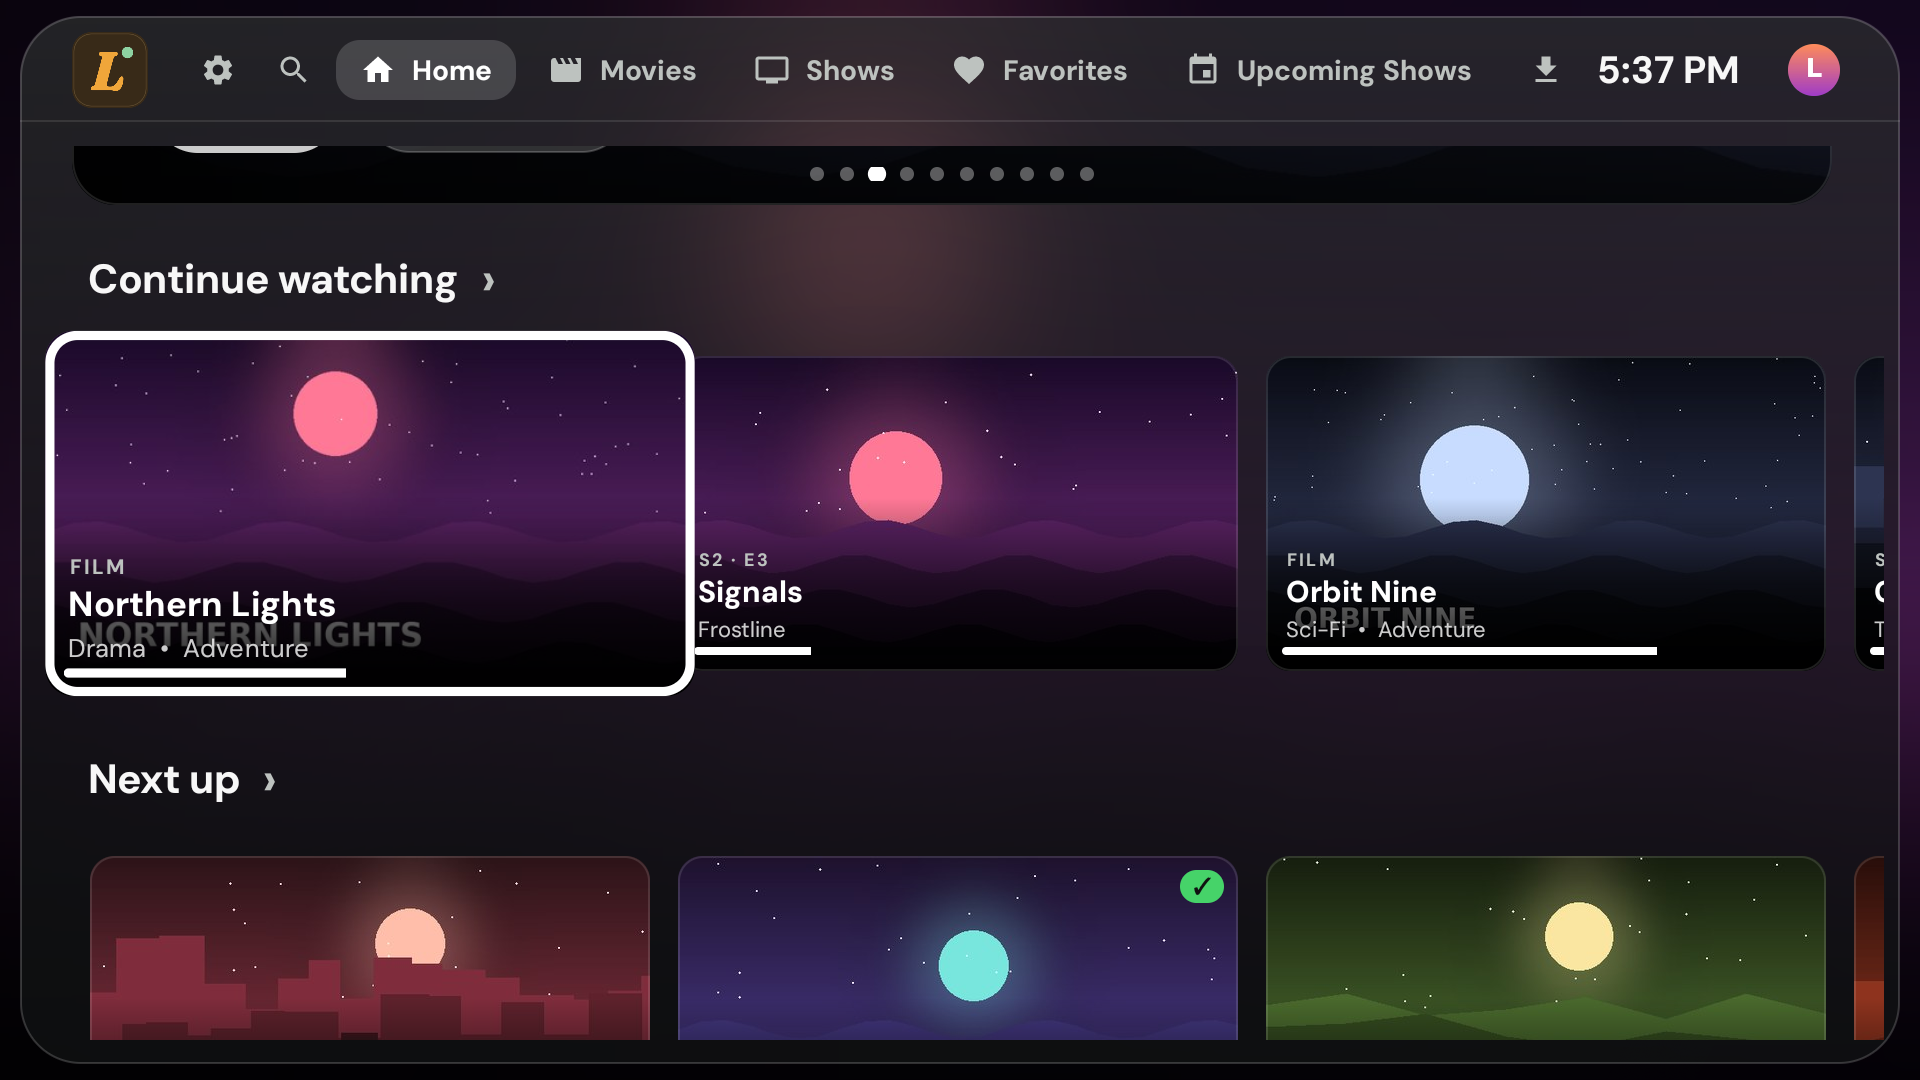 L
Home
Movies
Shows
Favorites
Upcoming Shows
5:37 PM
L
Continue watching ›
FILM
Northern Lights
NORTHERN LIGHTS
Drama • Adventure
S2 · E3
Signals
Frostline
FILM
Orbit Nine
ORBIT NINE
Sci-Fi • Adventure
Next up ›
✓